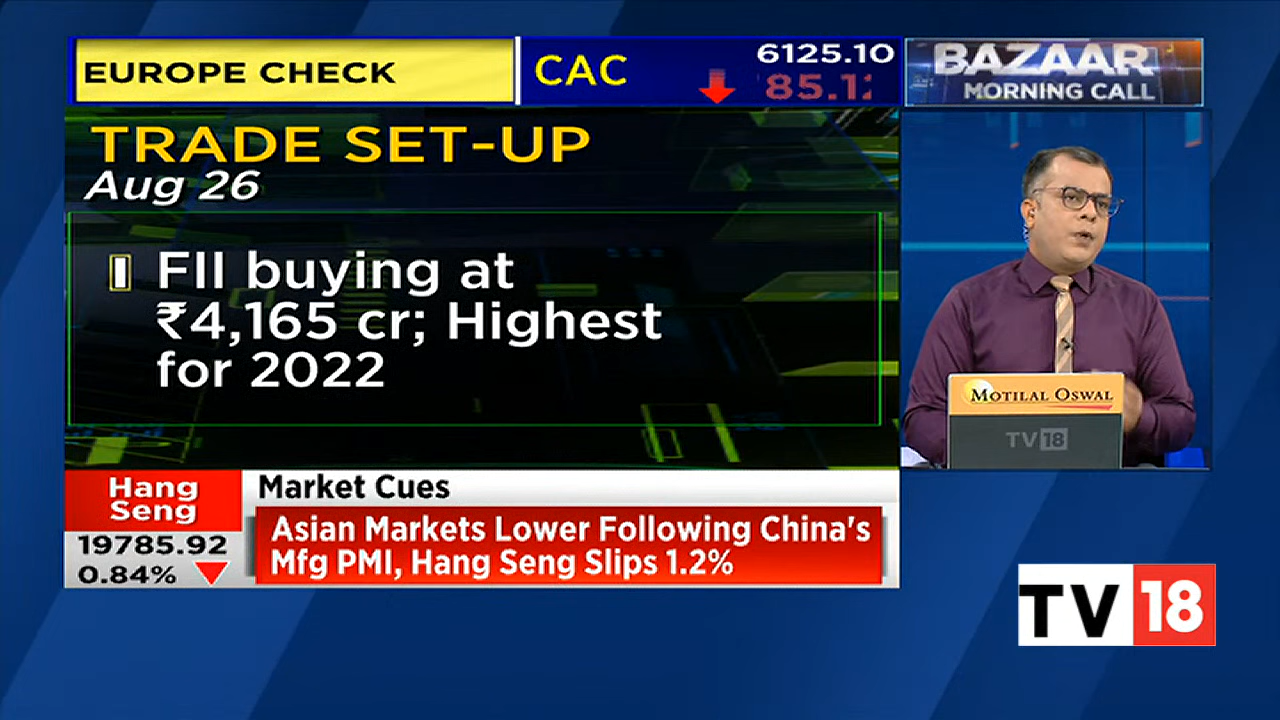 EUROPE CHECK
CAC
6125.10
BAZAAR
MORNING CALL
TRADE SET-UP
Aug 26
FII buying at
₹4,165 cr; Highest
for 2022
MOTILAL OSWAL
TV18
Hang
Seng
19785.92
0.84%
Market Cues
Asian Markets Lower Following China's
Mfg PMI, Hang Seng Slips 1.2%
TV18